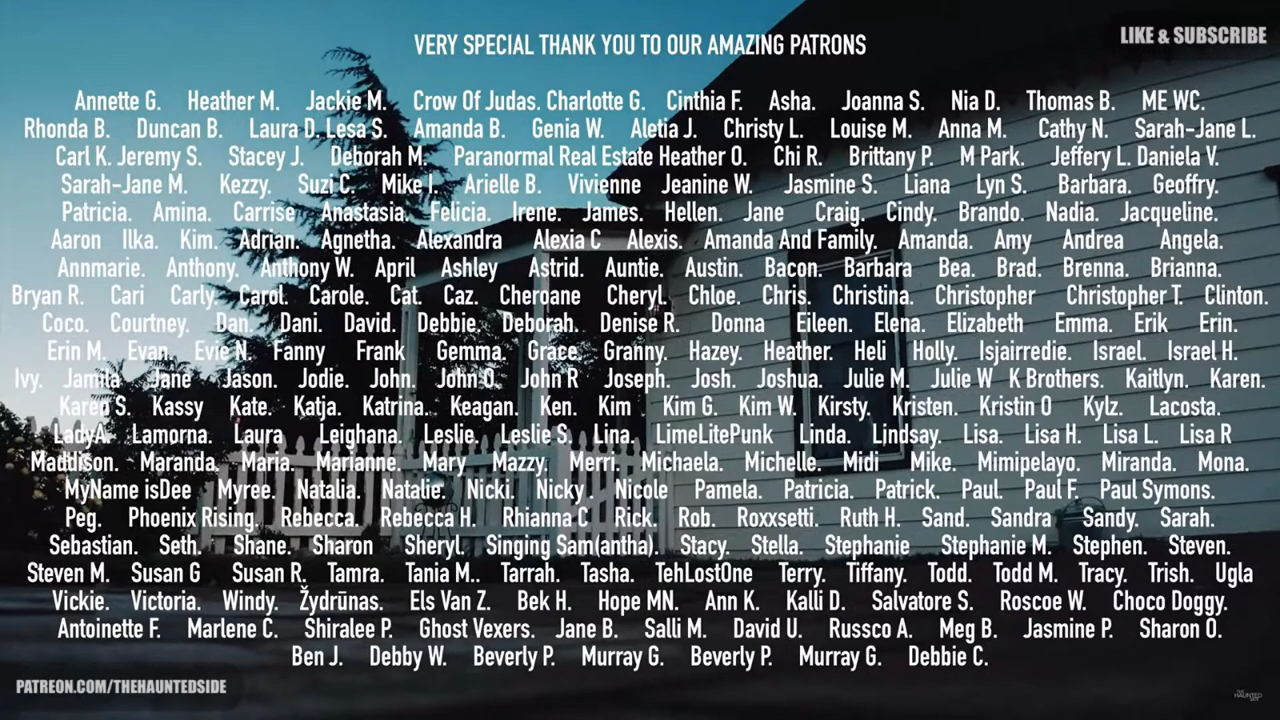 VERY SPECIAL THANK YOU TO OUR AMAZING PATRONS
LIKE & SUBSCRIBE
Annette G. Heather M. Jackie M. Crow Of Judas. Charlotte G. Cinthia F. Asha. Joanna S. Nia D. Thomas B. ME WC.
Rhonda B. Duncan B. Laura D. Lesa S. Amanda B. Genia W. Aletia J. Christy L. Louise M. Anna M. Cathy N. Sarah-Jane L.
Carl K. Jeremy S. Stacey J. Deborah M. Paranormal Real Estate Heather O. Chi R. Brittany P. M Park. Jeffery L. Daniela V.
Sarah-Jane M. Kezzy. Suzi C. Mike I. Arielle B. Vivienne Jeanine W. Jasmine S. Liana Lyn S. Barbara. Geoffry.
Patricia. Amina. Carrise Anastasia. Felicia. Irene. James. Hellen. Jane Craig. Cindy. Brando. Nadia. Jacqueline.
Aaron Ilka. Kim. Adrian. Agnetha. Alexandra Alexia C Alexis. Amanda And Family. Amanda. Amy Andrea Angela.
Annmarie. Anthony. Anthony W. April Ashley Astrid. Auntie. Austin. Bacon. Barbara Bea. Brad. Brenna. Brianna.
Bryan R. Cari Carly. Carol. Carole. Cat. Caz. Cheroane Cheryl. Chloe. Chris. Christina. Christopher Christopher T. Clinton.
Coco. Courtney. Dan. Dani. David. Debbie. Deborah. Denise R. Donna Eileen. Elena. Elizabeth Emma. Erik Erin.
Erin M. Evan. Evie N. Fanny Frank Gemma. Grace. Granny. Hazey. Heather. Heli Holly. Isjairredie. Israel. Israel H.
Ivy. Jamila Jane Jason. Jodie. John. John O. John R Joseph. Josh. Joshua. Julie M. Julie W K Brothers. Kaitlyn. Karen.
Karen S. Kassy Kate. Katja. Katrina. Keagan. Ken. Kim Kim G. Kim W. Kirsty. Kristen. Kristin O Kylz. Lacosta.
LadyA. Lamorna. Laura Leighana. Leslie. Leslie S. Lina. LimeLitePunk Linda. Lindsay. Lisa. Lisa H. Lisa L. Lisa R
Maddison. Maranda. Maria. Marianne. Mary Mazzy. Merri. Michaela. Michelle. Midi Mike. Mimipelayo. Miranda. Mona.
MyName isDee Myree. Natalia. Natalie. Nicki. Nicky . Nicole Pamela. Patricia. Patrick. Paul. Paul F. Paul Symons.
Peg. Phoenix Rising. Rebecca. Rebecca H. Rhianna C Rick. Rob. Roxxsetti. Ruth H. Sand. Sandra Sandy. Sarah.
Sebastian. Seth. Shane. Sharon Sheryl. Singing Sam(antha). Stacy. Stella. Stephanie Stephanie M. Stephen. Steven.
Steven M. Susan G Susan R. Tamra. Tania M.. Tarrah. Tasha. TehLostOne Terry. Tiffany. Todd. Todd M. Tracy. Trish. Ugla
Vickie. Victoria. Windy. Žydrūnas. Els Van Z. Bek H. Hope MN. Ann K. Kalli D. Salvatore S. Roscoe W. Choco Doggy.
Antoinette F. Marlene C. Shiralee P. Ghost Vexers. Jane B. Salli M. David U. Russco A. Meg B. Jasmine P. Sharon O.
Ben J. Debby W. Beverly P. Murray G. Beverly P. Murray G. Debbie C.
PATREON.COM/THEHAUNTEDSIDE
THE
HAUNTED